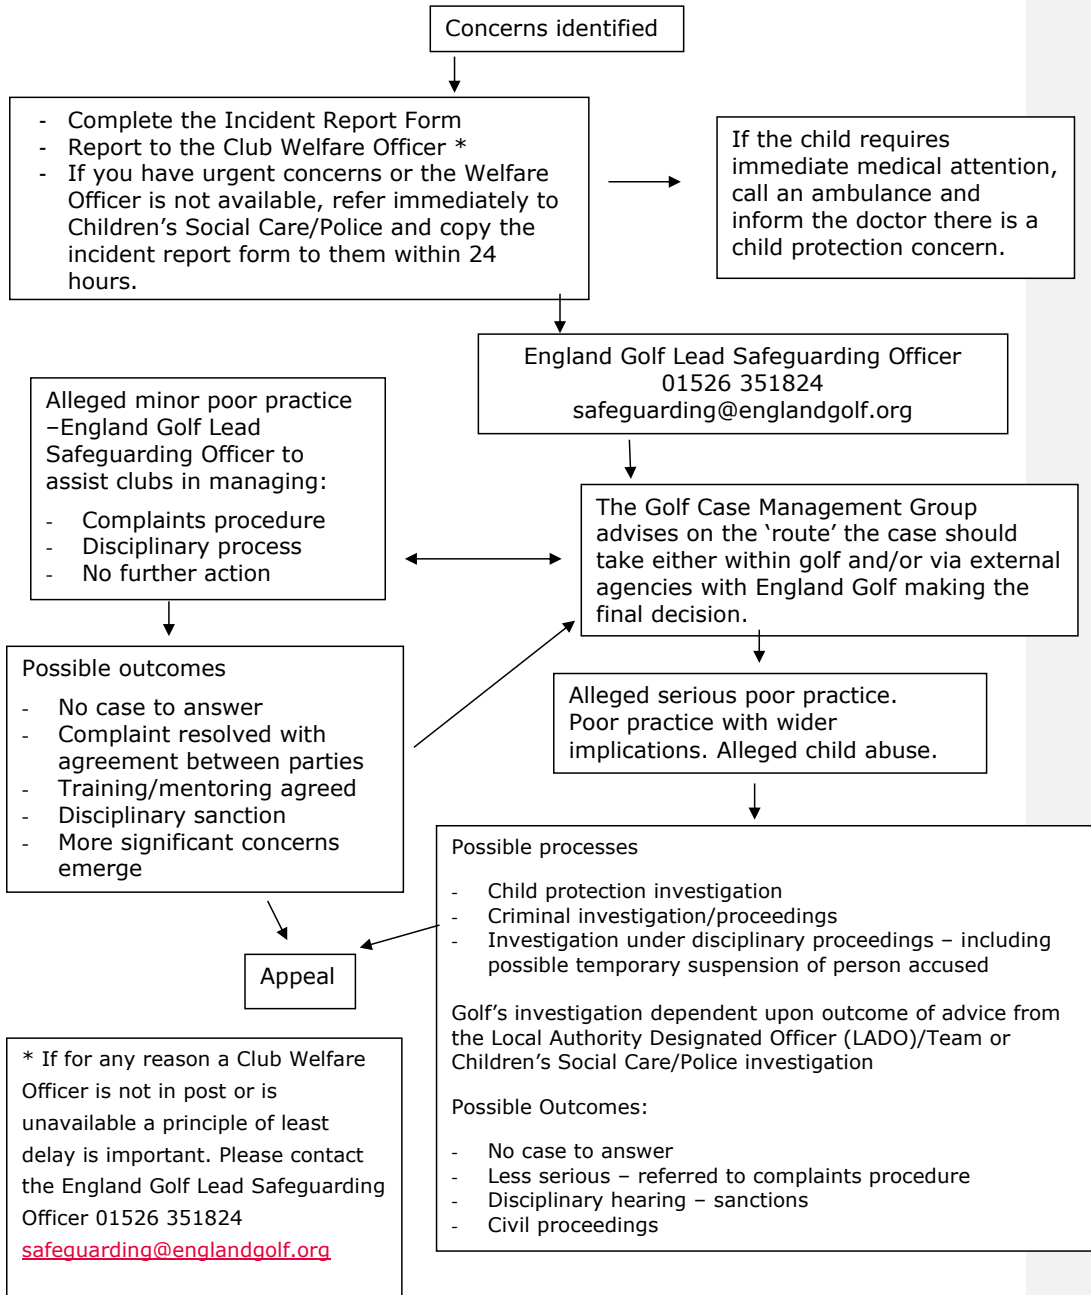 Concerns identified
- Complete the Incident Report Form
- Report to the Club Welfare Officer *
- If you have urgent concerns or the Welfare
Officer is not available, refer immediately to
Children’s Social Care/Police and copy the
incident report form to them within 24
hours.
If the child requires
immediate medical attention,
call an ambulance and
inform the doctor there is a
child protection concern.
England Golf Lead Safeguarding Officer
01526 351824
safeguarding@englandgolf.org
Alleged minor poor practice
–England Golf Lead
Safeguarding Officer to
assist clubs in managing:
- Complaints procedure
- Disciplinary process
- No further action
The Golf Case Management Group
advises on the ‘route’ the case should
take either within golf and/or via external
agencies with England Golf making the
final decision.
Possible outcomes
- No case to answer
- Complaint resolved with
agreement between parties
- Training/mentoring agreed
- Disciplinary sanction
- More significant concerns
emerge
Alleged serious poor practice.
Poor practice with wider
implications. Alleged child abuse.
Possible processes
- Child protection investigation
- Criminal investigation/proceedings
- Investigation under disciplinary proceedings – including
possible temporary suspension of person accused
Golf’s investigation dependent upon outcome of advice from
the Local Authority Designated Officer (LADO)/Team or
Children’s Social Care/Police investigation
Possible Outcomes:
- No case to answer
- Less serious – referred to complaints procedure
- Disciplinary hearing – sanctions
- Civil proceedings
Appeal
* If for any reason a Club Welfare
Officer is not in post or is
unavailable a principle of least
delay is important. Please contact
the England Golf Lead Safeguarding
Officer 01526 351824
safeguarding@englandgolf.org